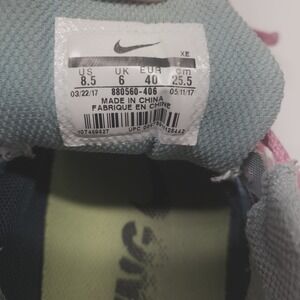 XE
US UK EUR cm
8.5 6 40 25.5
03/22/17 880560-406 05/11/17
MADE IN CHINA
FABRIQUE EN CHINE
UPC